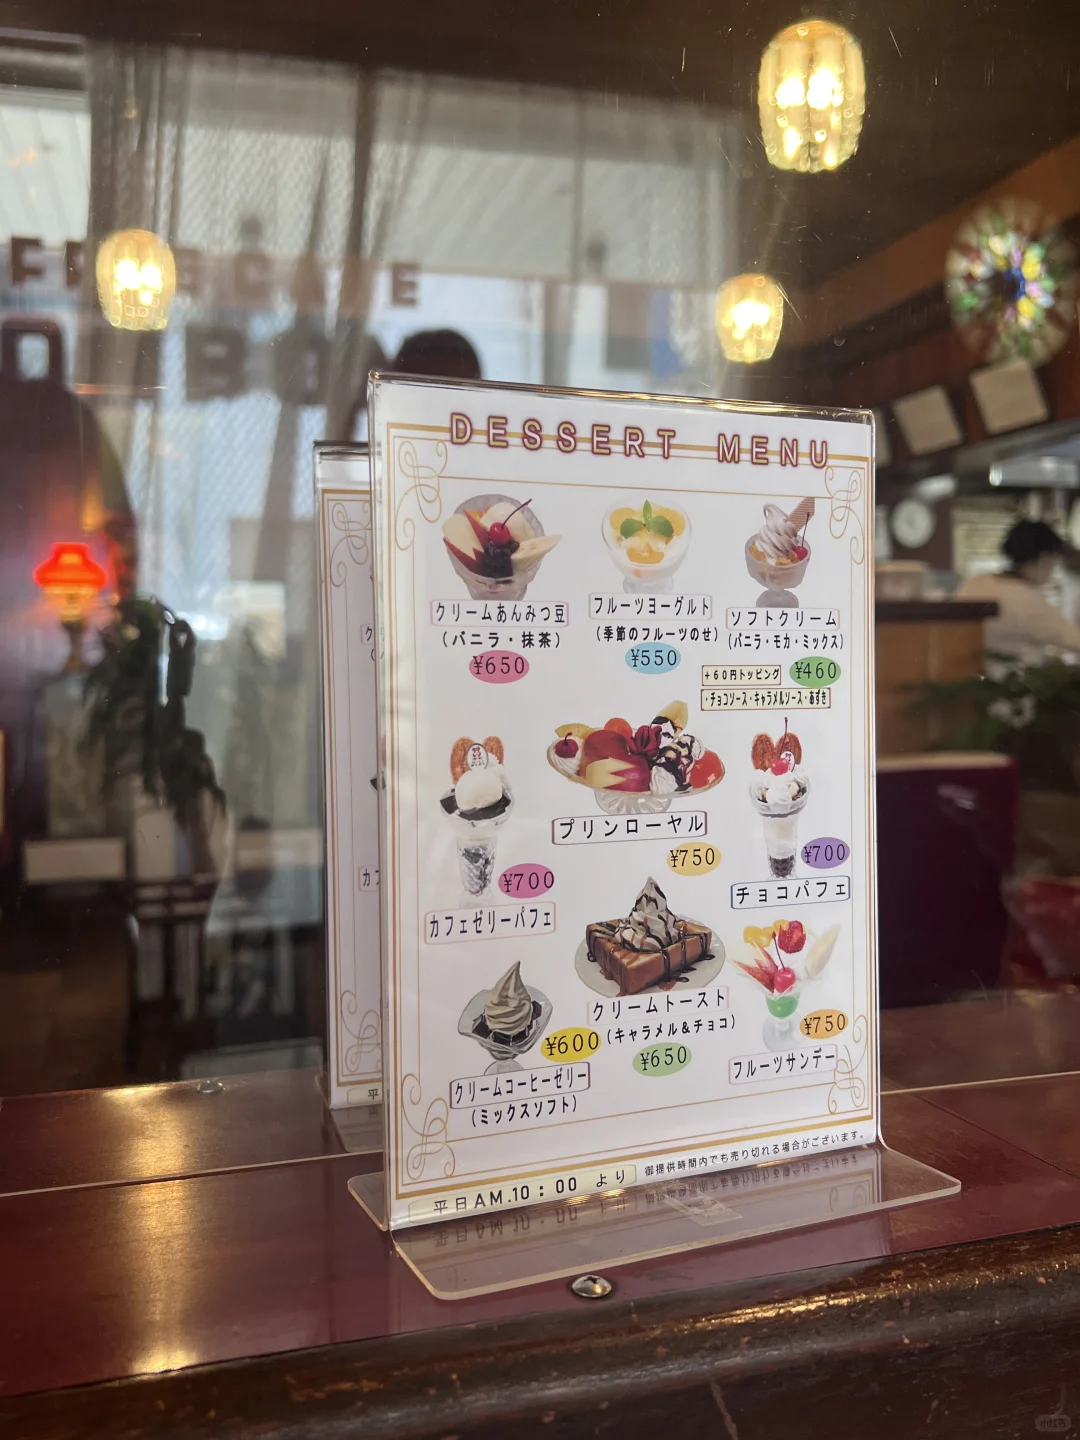 DESSERT MENU
クリームあんみつ豆
(バニラ・抹茶)
¥650
フルーツヨーグルト
(季節のフルーツのせ)
¥550
ソフトクリーム
(バニラ・モカ・ミックス)
¥460
+60円トッピング
・チョコソース・キャラメルソース・あずき
¥700
カフェゼリーパフェ
プリンローヤル
¥750
¥700
チョコパフェ
¥600
クリームコーヒーゼリー
(ミックスソフト)
クリームトースト
(キャラメル&チョコ)
¥650
¥750
フルーツサンデー
平日AM.10:00 より
御提供時間内でも売り切れる場合がございます。
小红书